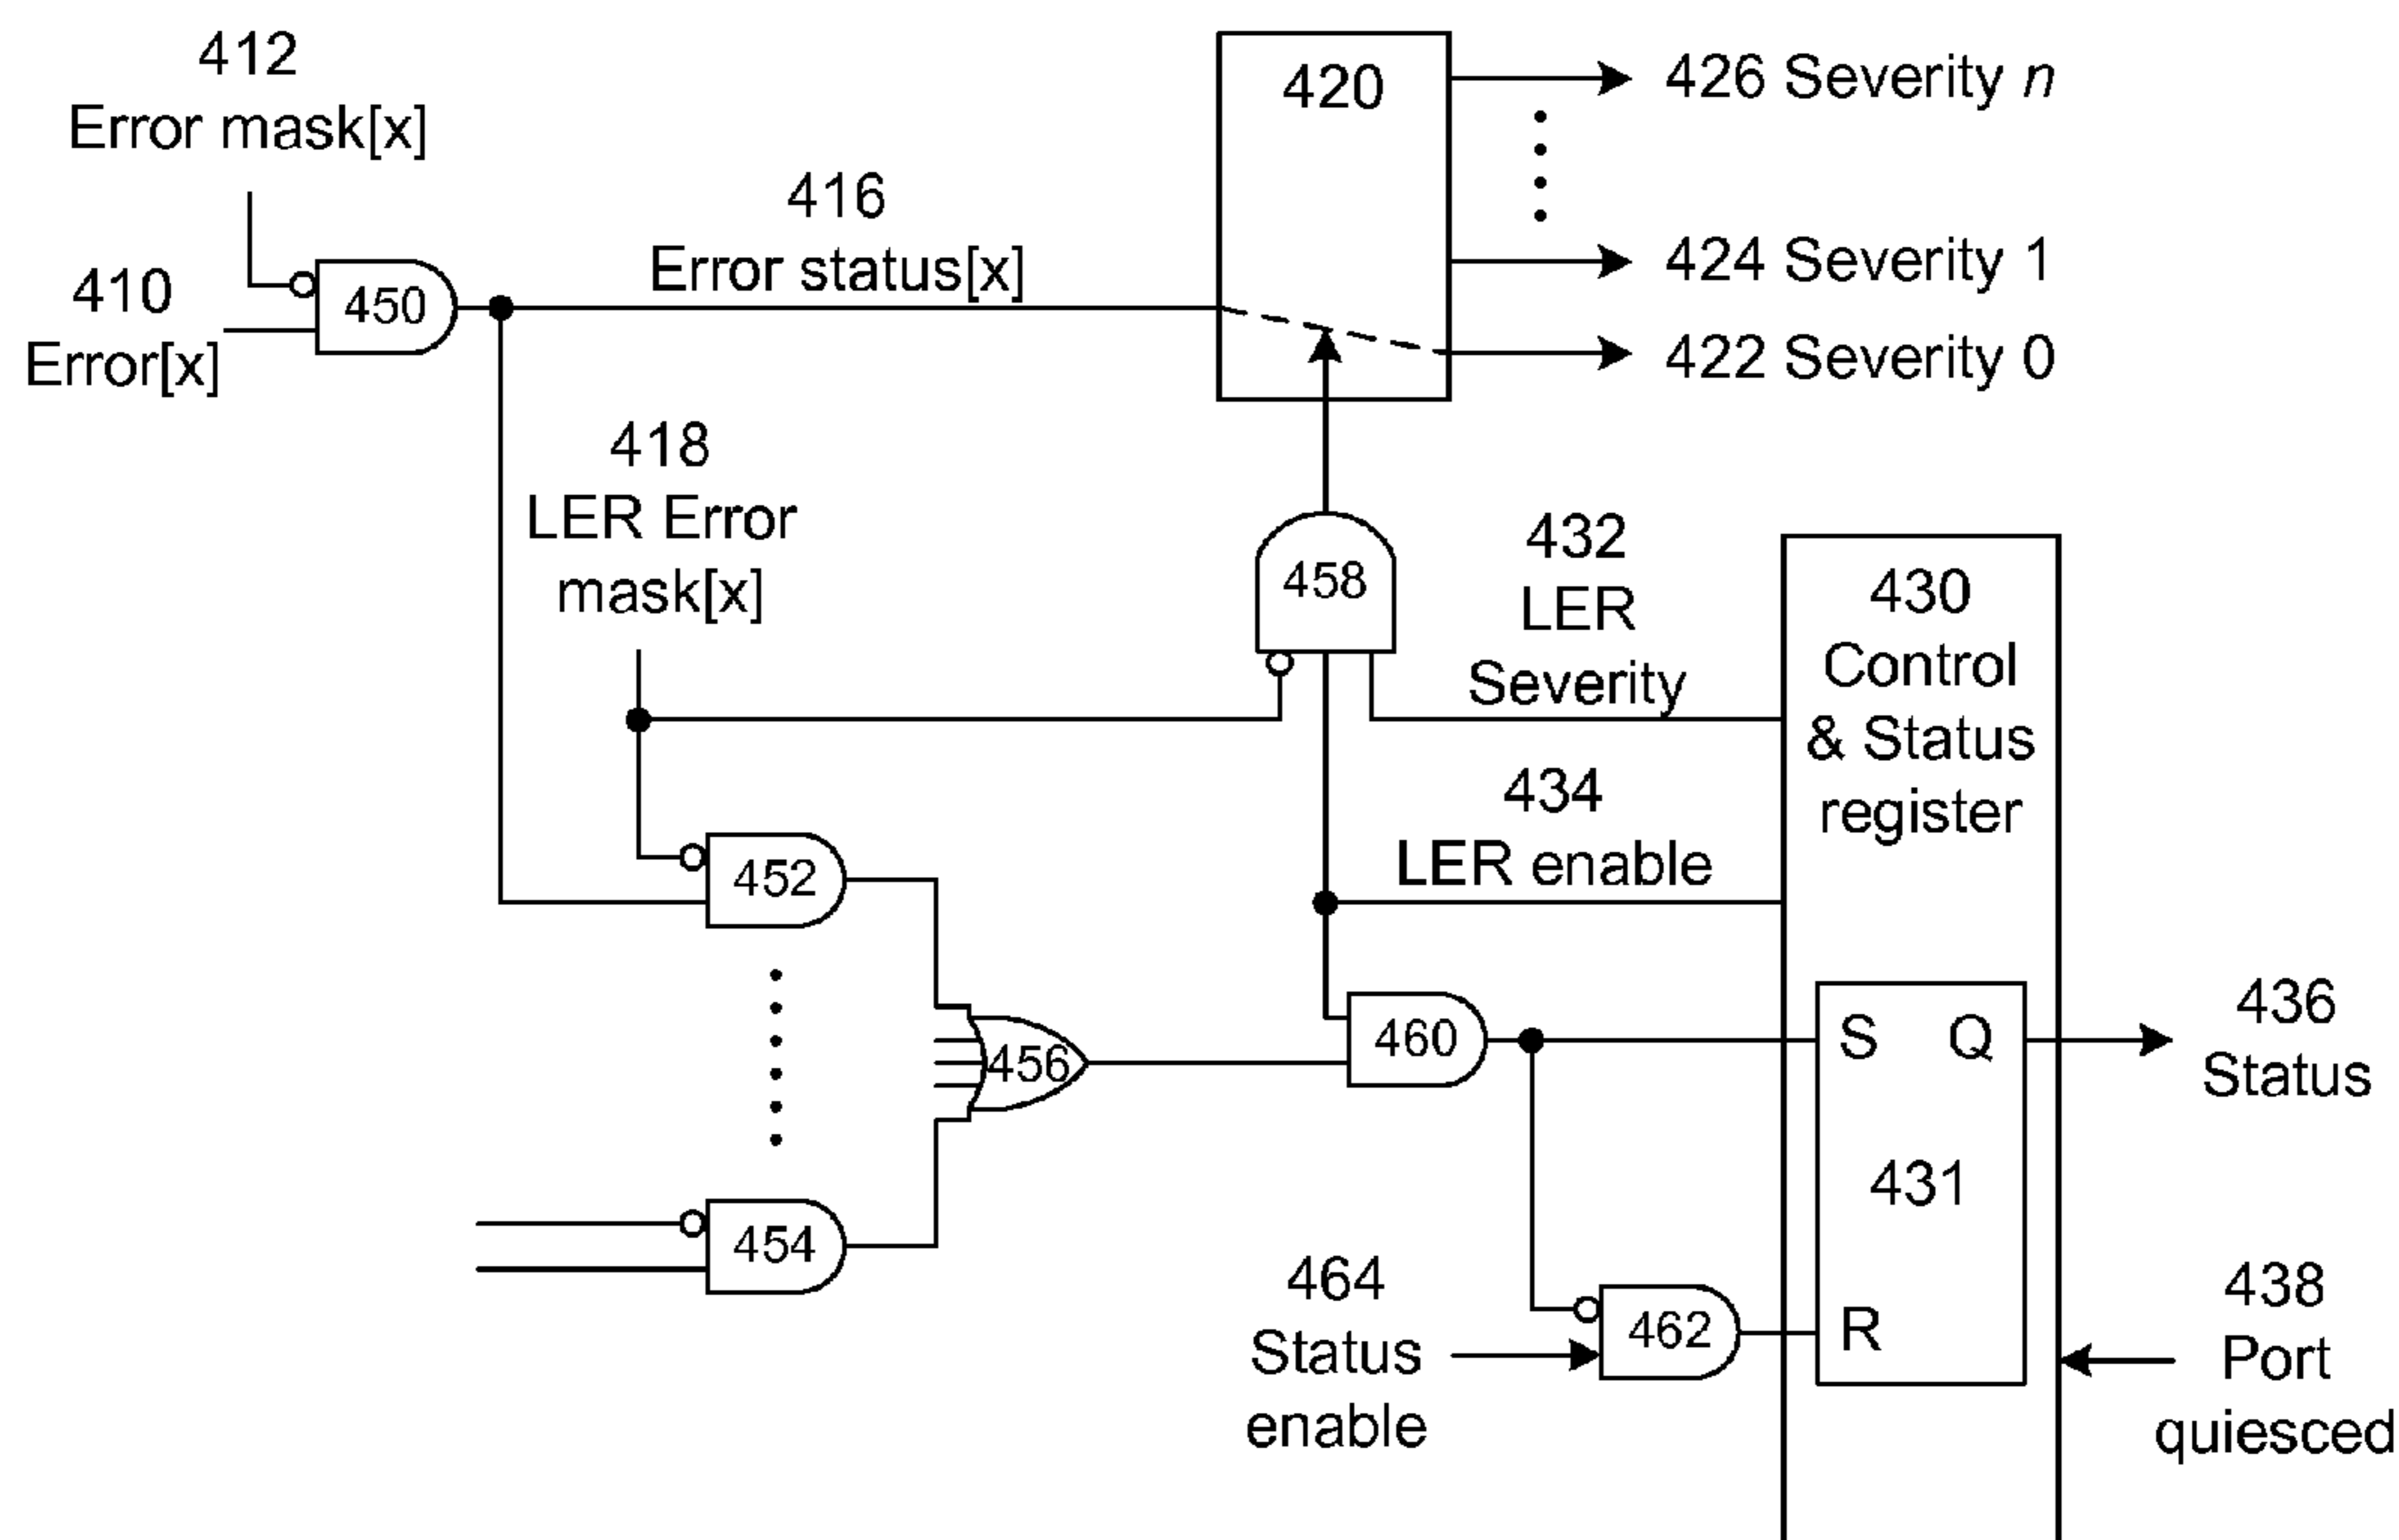 412
Error mask[x]
410
Error[x]
450
416
Error status[x]
420
426 Severity n
424 Severity 1
422 Severity 0
418
LER Error
mask[x]
458
432
LER
Severity
430
Control
& Status
register
434
LER enable
452
456
460
454
S Q
431
R
436
Status
464
Status
enable
462
438
Port
quiesced